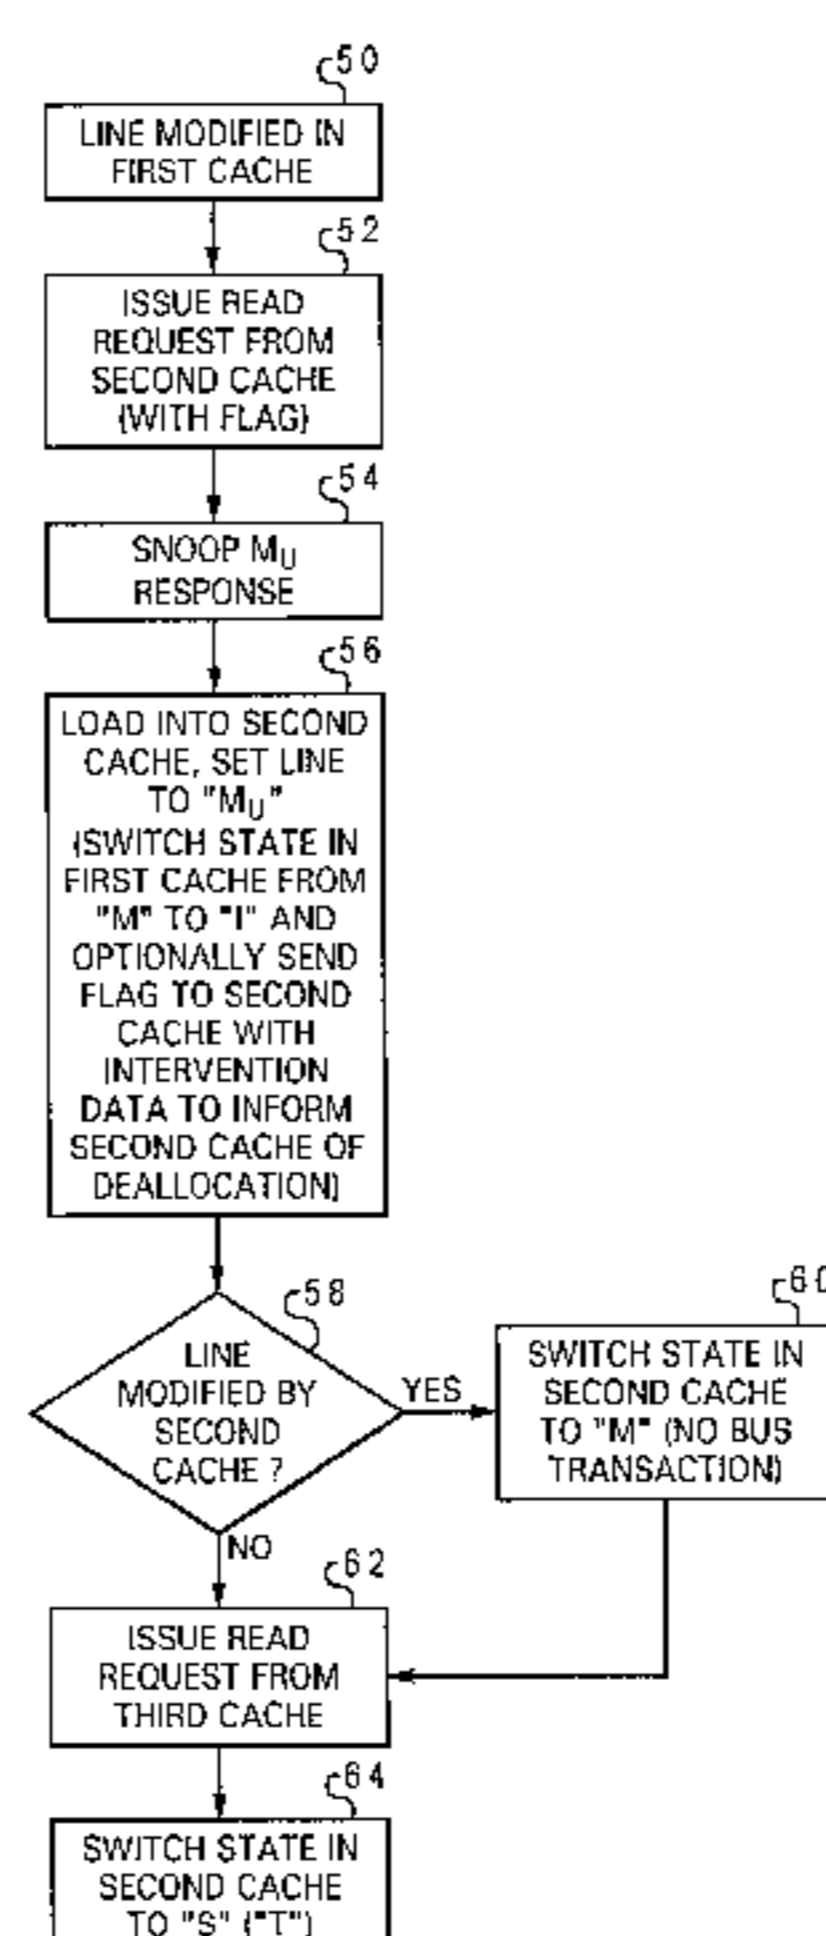 50
LINE MODIFIED IN
FIRST CACHE
52
ISSUE READ
REQUEST FROM
SECOND CACHE
(WITH FLAG)
54
SNOOP MU
RESPONSE
56
LOAD INTO SECOND
CACHE, SET LINE
TO "MU"
(SWITCH STATE IN
FIRST CACHE FROM
"M" TO "I" AND
OPTIONALLY SEND
FLAG TO SECOND
CACHE WITH
INTERVENTION
DATA TO INFORM
SECOND CACHE OF
DEALLOCATION)
58
LINE
MODIFIED BY
SECOND
CACHE ?
YES
60
SWITCH STATE IN
SECOND CACHE
TO "M" (NO BUS
TRANSACTION)
NO
62
ISSUE READ
REQUEST FROM
THIRD CACHE
64
SWITCH STATE IN
SECOND CACHE
TO "S" ("T")